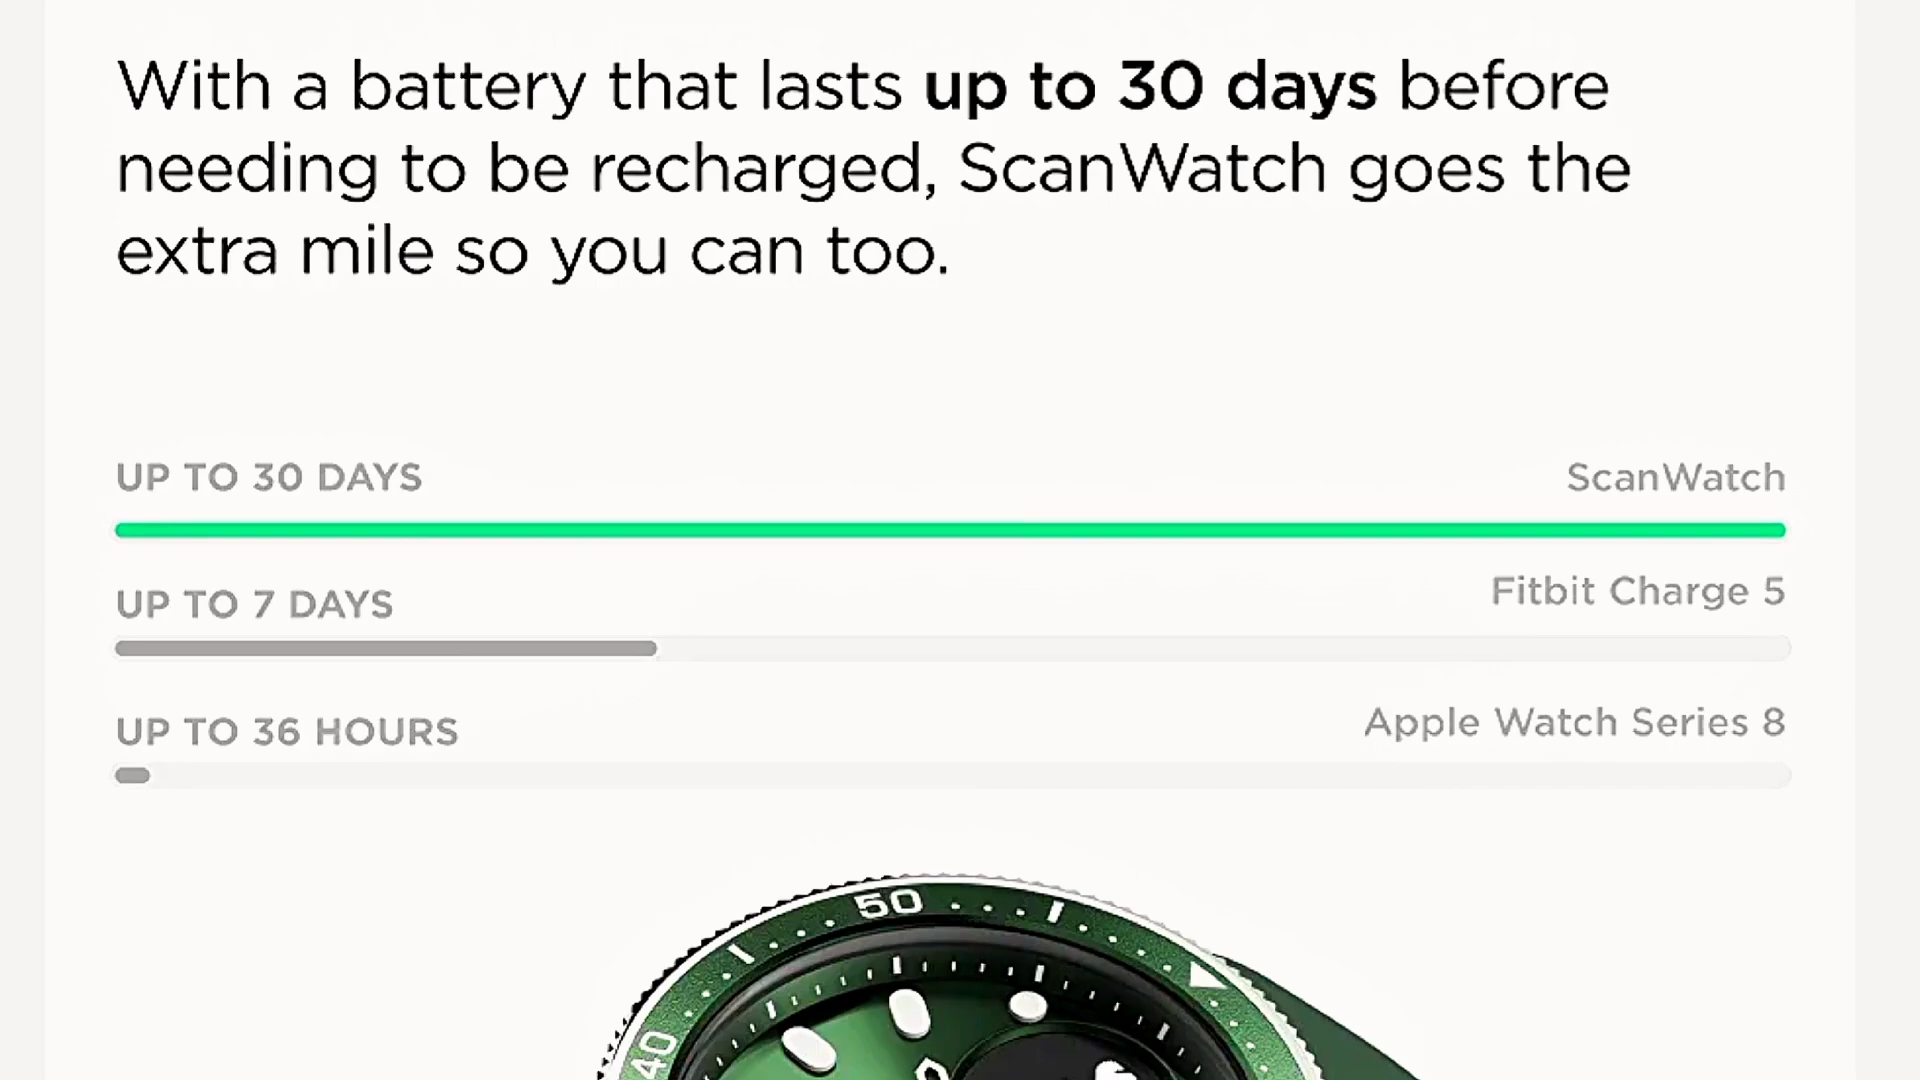 With a battery that lasts up to 30 days before
needing to be recharged, ScanWatch goes the
extra mile so you can too.
UP TO 30 DAYS
ScanWatch
UP TO 7 DAYS
Fitbit Charge 5
UP TO 36 HOURS
Apple Watch Series 8
50
40